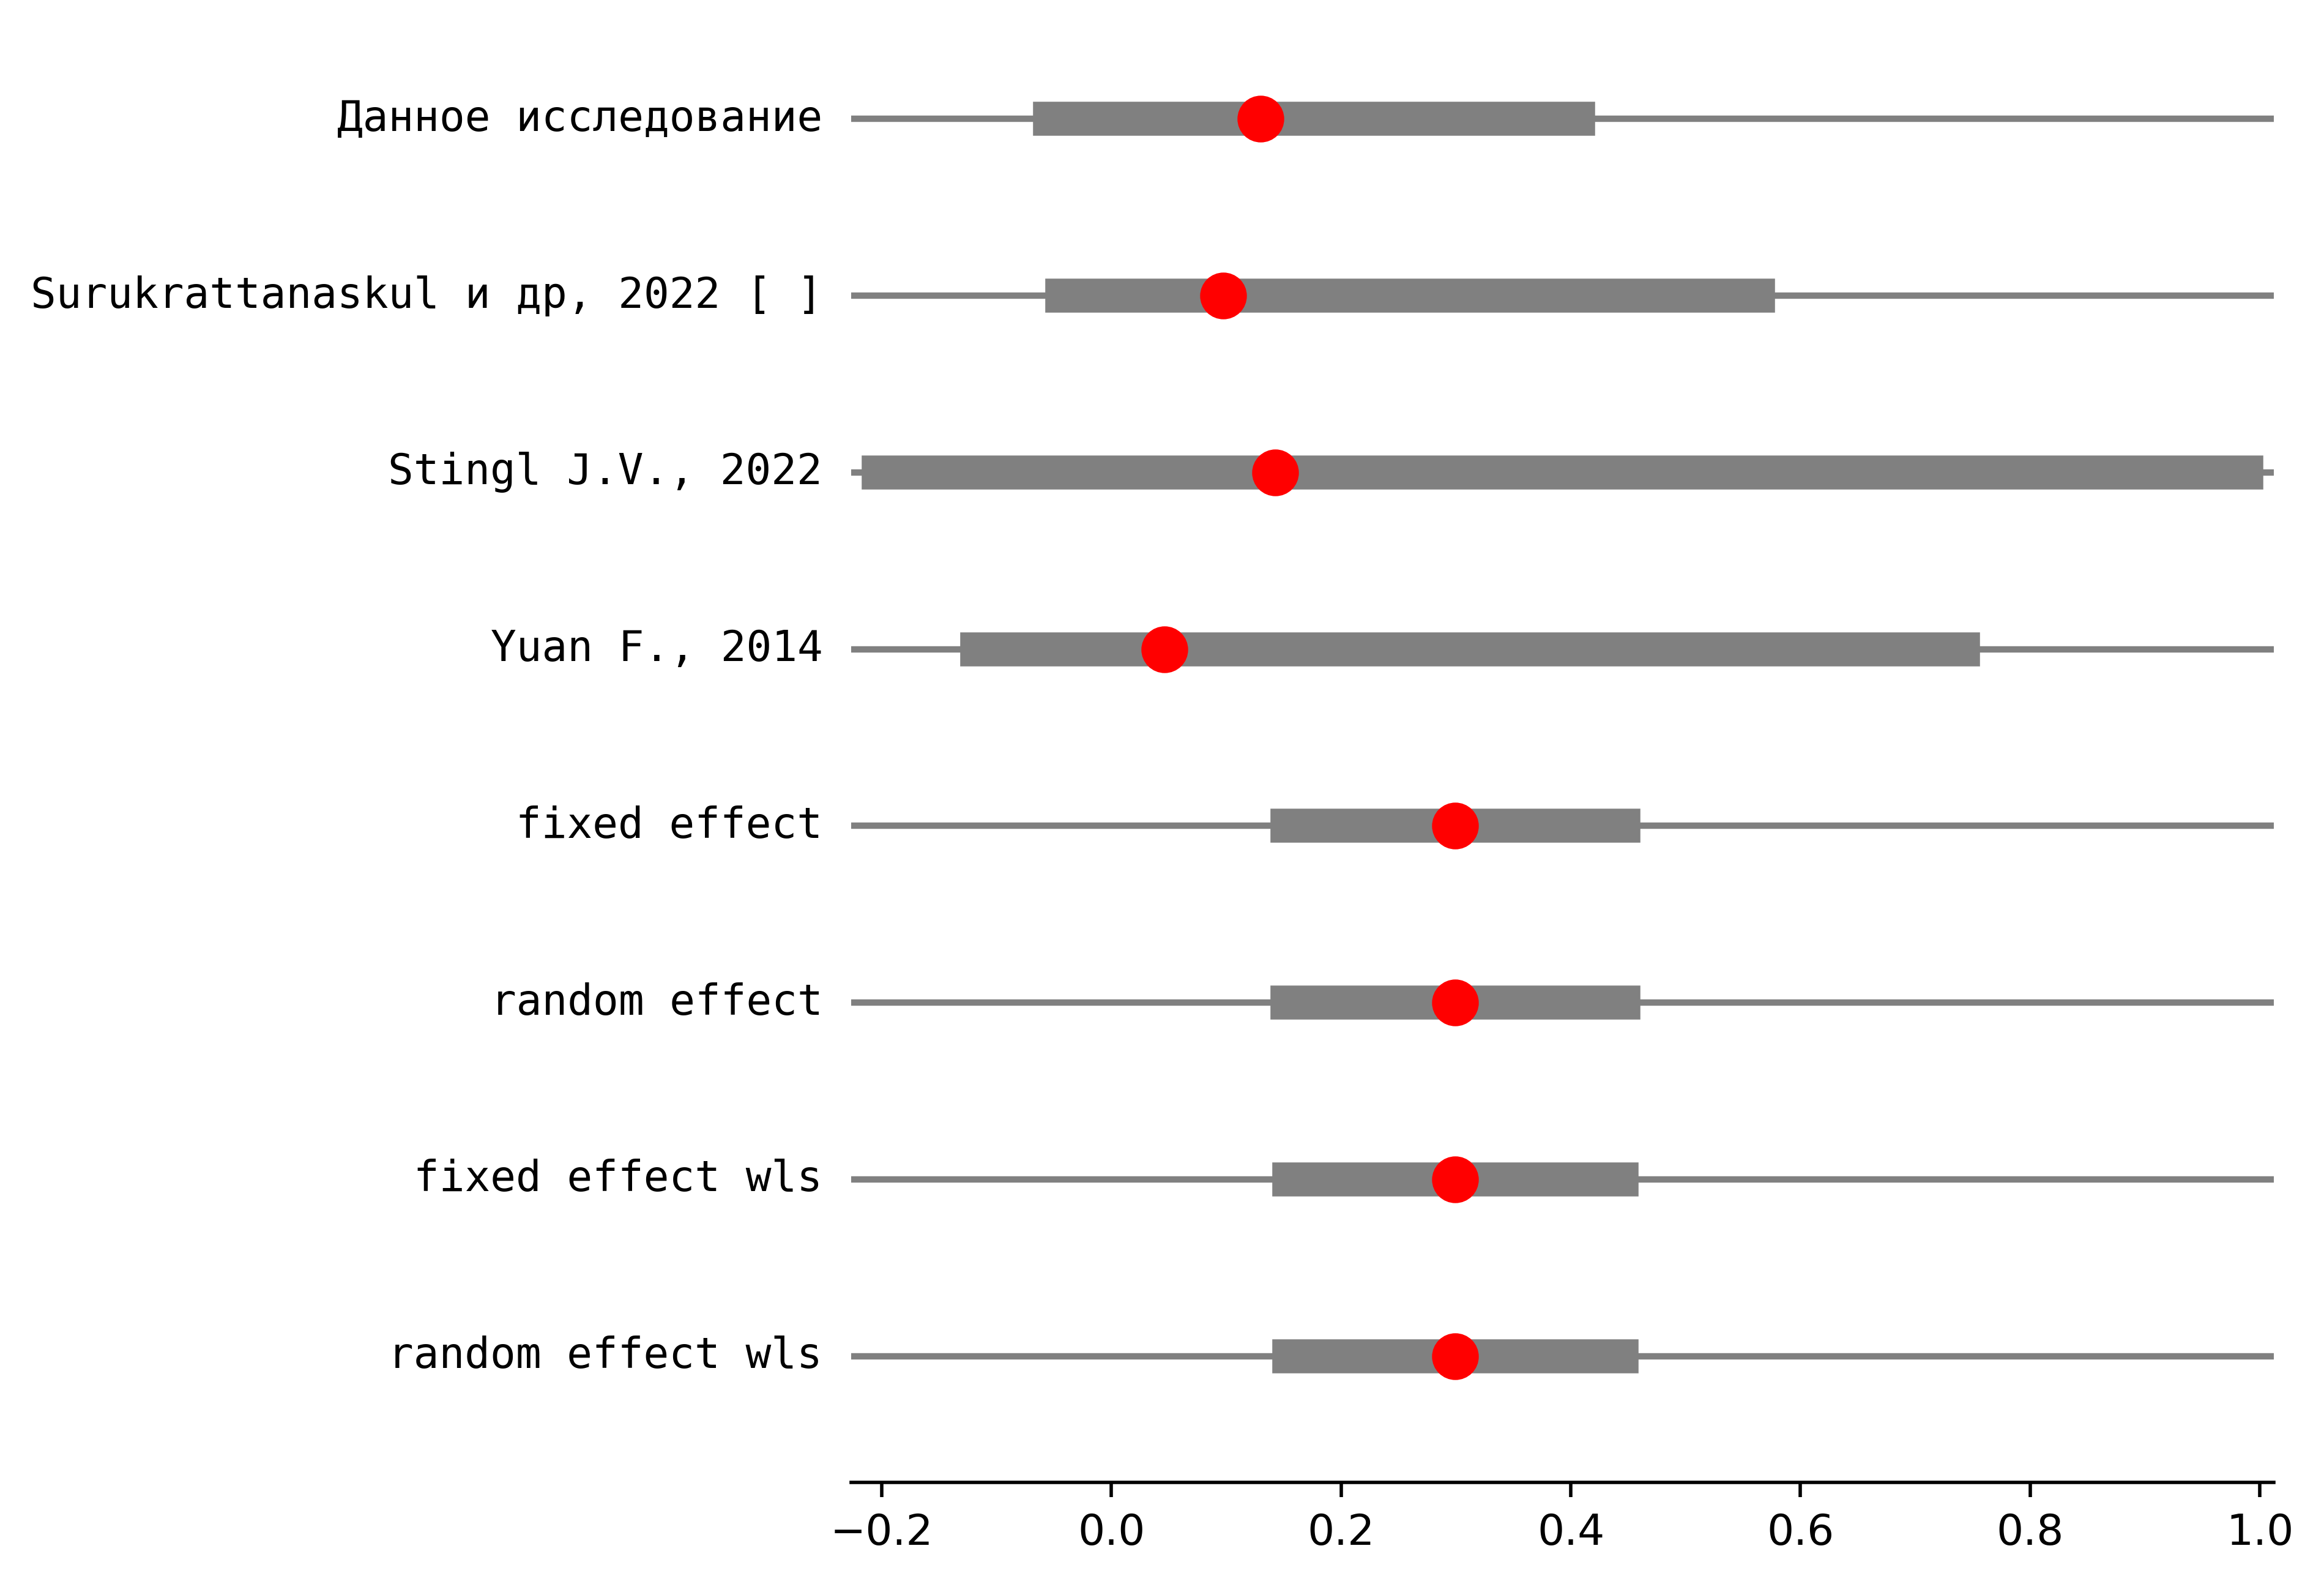 Данное исследование
Surukrattanaskul и др, 2022 [ ]
Stingl J.V., 2022
Yuan F., 2014
fixed effect
random effect
fixed effect wls
random effect wls
−0.2 0.0 0.2 0.4 0.6 0.8 1.0